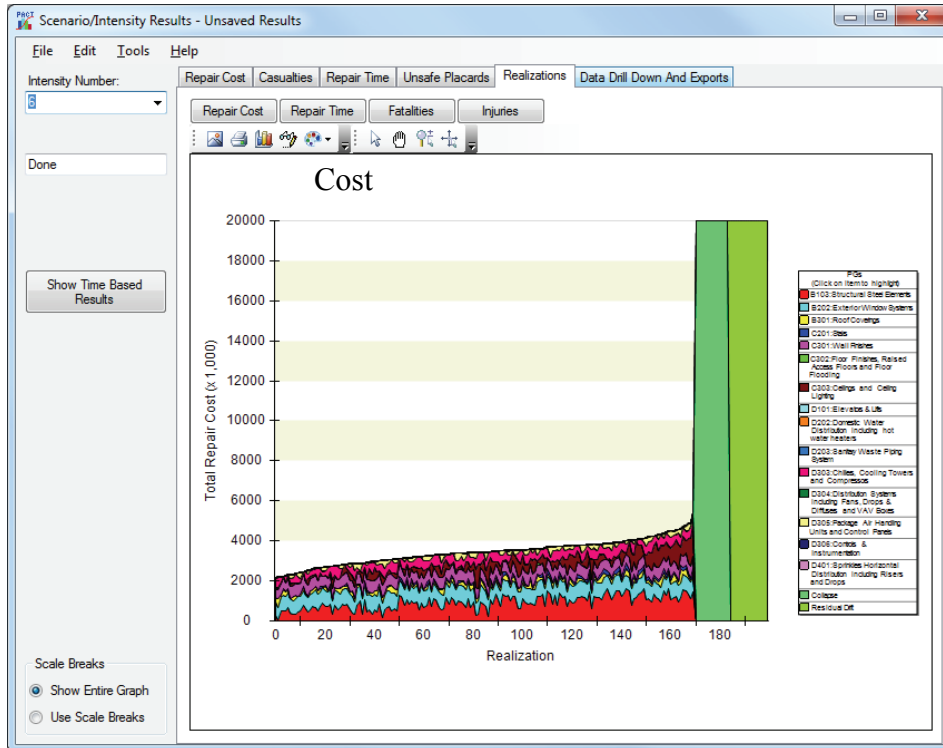 PACT
Scenario/Intensity Results - Unsaved Results
File Edit Tools Help
Intensity Number:
6
Done
Show Time Based
Results
Scale Breaks
Show Entire Graph
Use Scale Breaks
Repair Cost Casualties Repair Time Unsafe Placards Realizations Data Drill Down And Exports
Repair Cost Repair Time Fatalities Injuries
Cost
Total Repair Cost (x 1,000)
20000
18000
16000
14000
12000
10000
8000
6000
4000
2000
0
0 20 40 60 80 100 120 140 160 180
Realization
PGs
(Click on item to highlight)
B103:Structural Steel Elements
B202:Exterior Window Systems
B301:Roof Coverings
C201:Stairs
C301:Wall Finishes
C302:Floor Finishes, Raised
Access Floors and Floor
Flooding
C303:Ceilings and Ceiling
Lighting
D101:Elevators & Lifts
D202:Domestic Water
Distribution including hot
water heaters
D203:Sanitary Waste Piping
System
D303:Chillers, Cooling Towers
and Compressors
D304:Distribution Systems
including Fans, Drops &
Diffusers and VAV Boxes
D305:Package Air Handling
Units and Control Panels
D306:Controls &
Instrumentation
D401:Sprinkler Horizontal
Distribution including Risers
and Drops
Collapse
Residual Drift